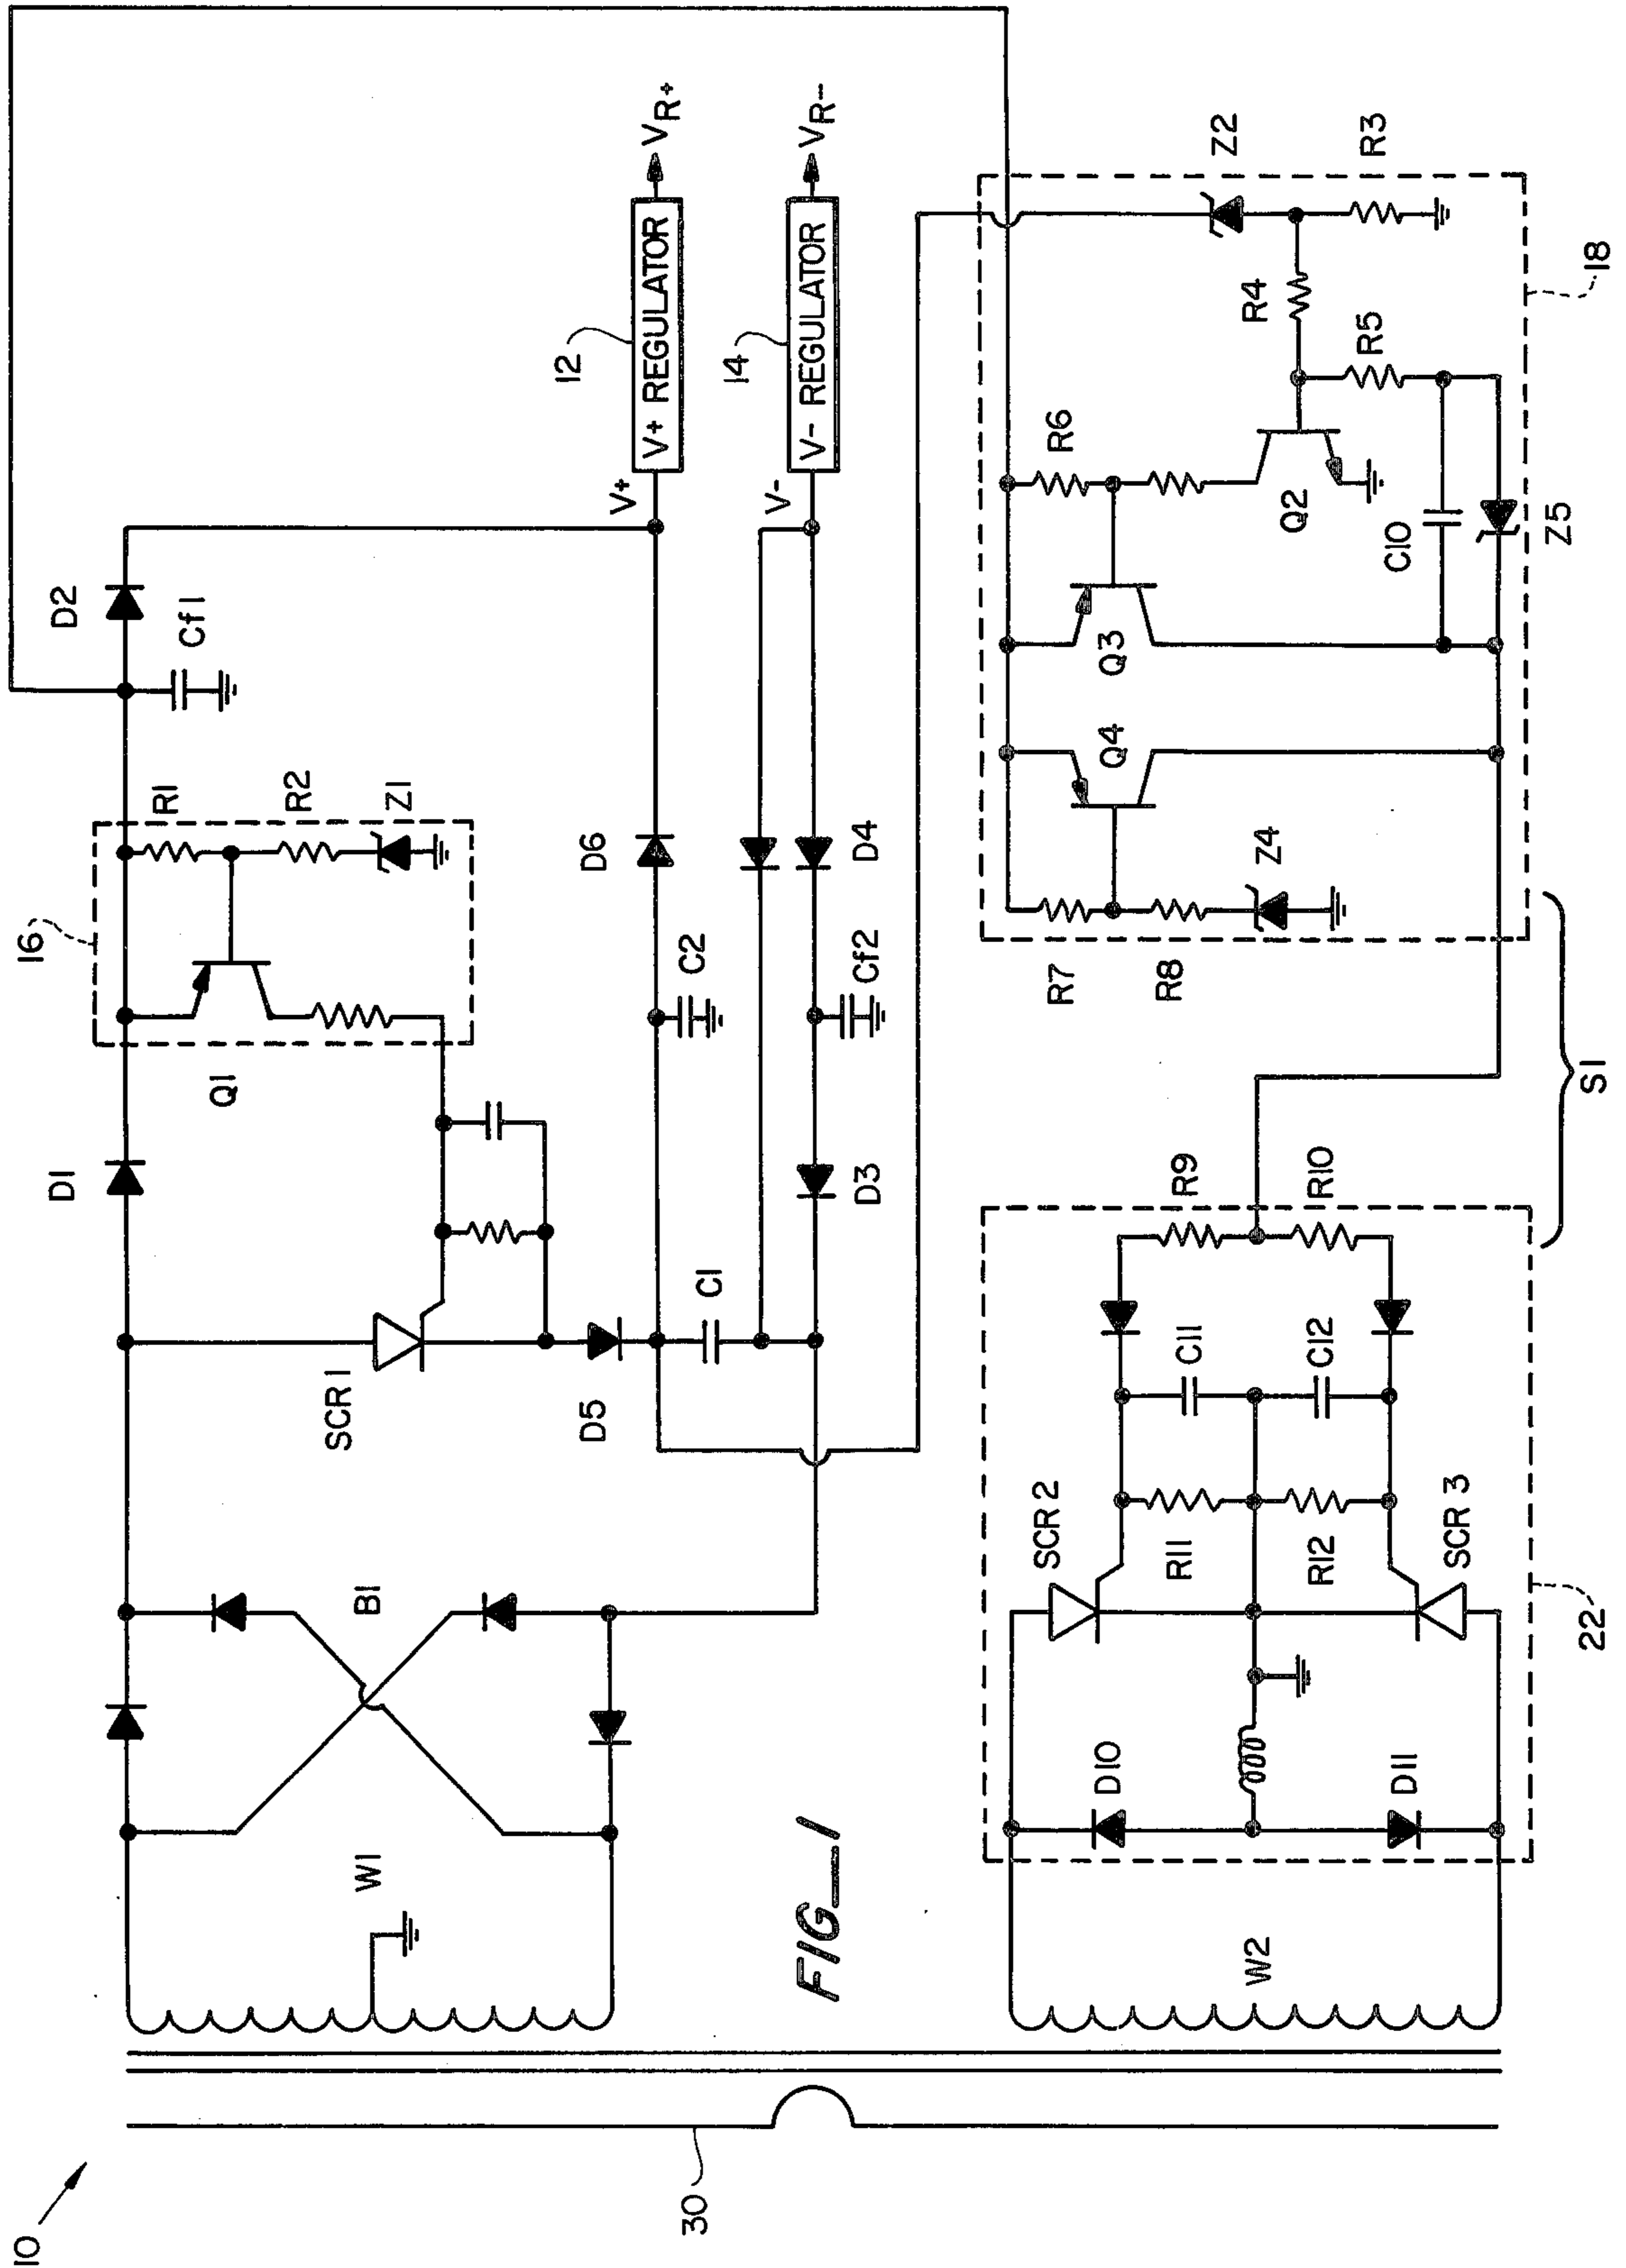 10
30
W1
B1
D1
16
Q1
R1
R2
Z1
D2
Cf1
SCR 1
D5
C1
C2
D6
V+
12
V+ REGULATOR
VR+
V-
14
V- REGULATOR
VR-
D3
Cf2
D4
FIG_1
W2
D10
D11
SCR 2
SCR 3
R11
R12
C11
C12
R9
R10
22
S1
R7
R8
Z4
Q4
Q3
R6
Q2
C10
Z5
R5
R4
Z2
R3
18